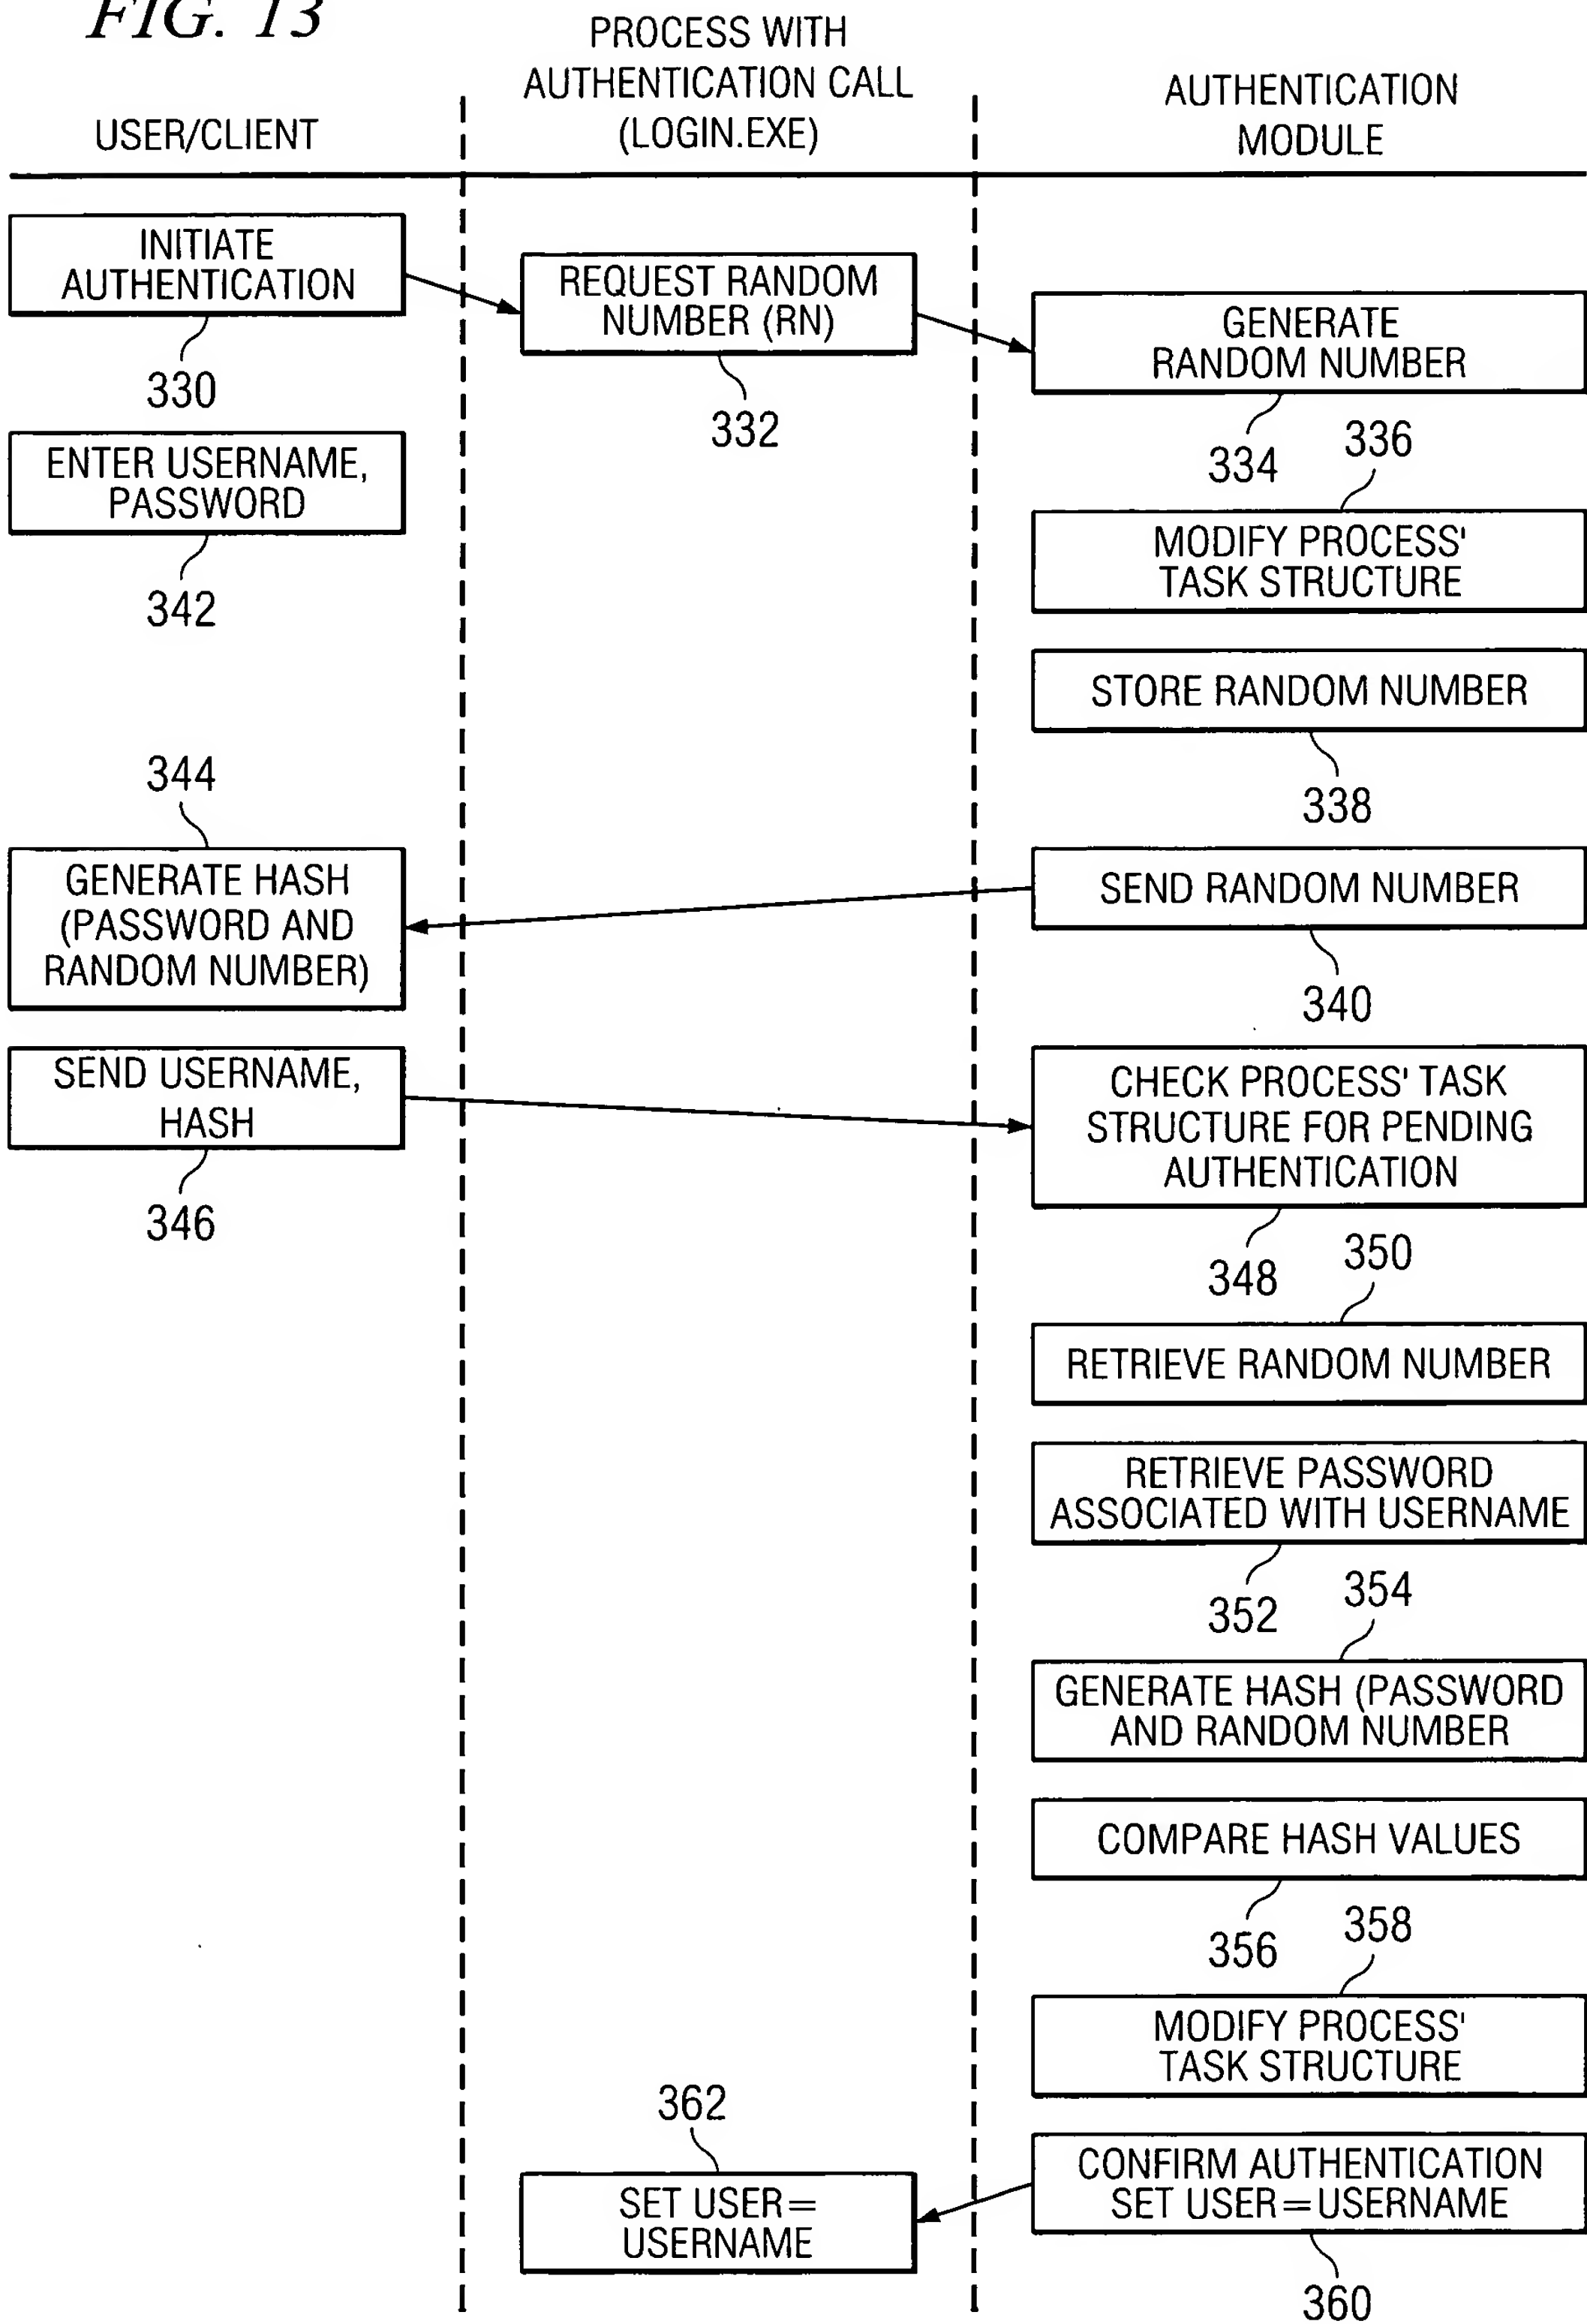 FIG. 13
USER/CLIENT
PROCESS WITH
AUTHENTICATION CALL
(LOGIN.EXE)
AUTHENTICATION
MODULE
INITIATE
AUTHENTICATION
330
REQUEST RANDOM
NUMBER (RN)
332
GENERATE
RANDOM NUMBER
334
336
ENTER USERNAME,
PASSWORD
342
MODIFY PROCESS'
TASK STRUCTURE
STORE RANDOM NUMBER
338
344
GENERATE HASH
(PASSWORD AND
RANDOM NUMBER)
SEND RANDOM NUMBER
340
SEND USERNAME,
HASH
346
CHECK PROCESS' TASK
STRUCTURE FOR PENDING
AUTHENTICATION
348
350
RETRIEVE RANDOM NUMBER
RETRIEVE PASSWORD
ASSOCIATED WITH USERNAME
352
354
GENERATE HASH (PASSWORD
AND RANDOM NUMBER
COMPARE HASH VALUES
356
358
MODIFY PROCESS'
TASK STRUCTURE
362
SET USER=
USERNAME
CONFIRM AUTHENTICATION
SET USER=USERNAME
360